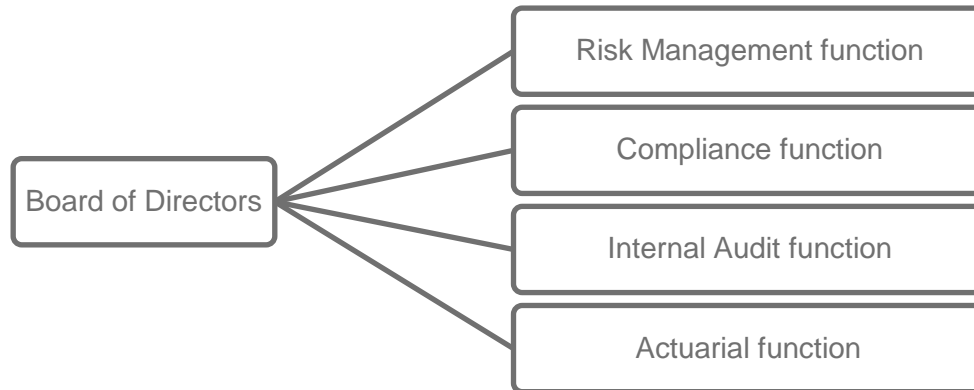 Risk Management function
Compliance function
Board of Directors
Internal Audit function
Actuarial function